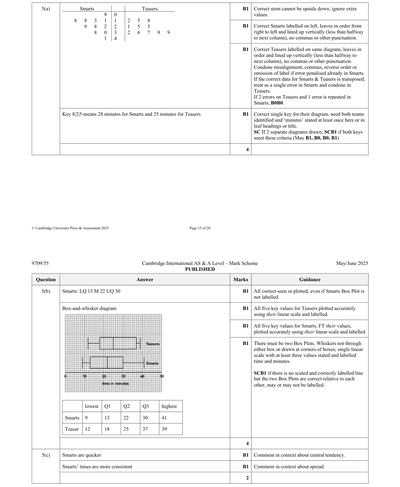 5(a)
Smarts Teasers
9 0
8 8 3 1 1 2 5 8
9 8 2 2 1 5 5
8 0 3 2 6 7 9 9
1 4
B1 Correct stem cannot be upside down, ignore extra
values.
B1 Correct Smarts labelled on left, leaves in order from
right to left and lined up vertically (less than halfway
to next column), no commas or other punctuation.
B1 Correct Teasers labelled on same diagram, leaves in
order and lined up vertically (less than halfway to next
column), no commas or other punctuation.
Condone misalignment, commas, reverse order or
omission of label if error penalised already in Smarts.
If the correct data for Smarts & Teasers is transposed,
treat as a single error in Smarts and condone in
Teasers.
If 2 errors on Teasers and 1 error is repeated in
Smarts, B0B0.
Key 8|2|5 means 28 minutes for Smarts and 25 minutes for Teasers
B1 Correct single key for their diagram, need both teams
identified and 'minutes' stated at least once here or in
leaf headings or title.
SC If 2 separate diagrams drawn, SCB1 if both keys
meet these criteria (Max B1, B0, B0, B1)
4
© Cambridge University Press & Assessment 2025 Page 15 of 20
9709/55 Cambridge International AS & A Level – Mark Scheme May/June 2025
PUBLISHED
Question Answer Marks Guidance
5(b) Smarts: LQ 13 M 22 UQ 30
B1 All correct seen or plotted, even if Smarts Box Plot is
not labelled.
Box-and-whisker diagram
Teasers
Smarts
0 10 20 30 40 50
time in minutes
lowest Q1 Q2 Q3 highest
Smarts 9 13 22 30 41
Teaser 12 18 25 37 39
B1 All five key values for Teasers plotted accurately
using their linear scale and labelled.
B1 All five key values for Smarts, FT their values,
plotted accurately using their linear scale and labelled
B1 There must be two Box Plots. Whiskers not through
either box or drawn at corners of boxes; single linear
scale with at least three values stated and labelled
time and minutes.
SCB1 if there is no scaled and correctly labelled line
but the two Box Plots are correct relative to each
other, may or may not be labelled.
4
5(c) Smarts are quicker B1 Comment in context about central tendency.
Smarts' times are more consistent B1 Comment in context about spread.
2